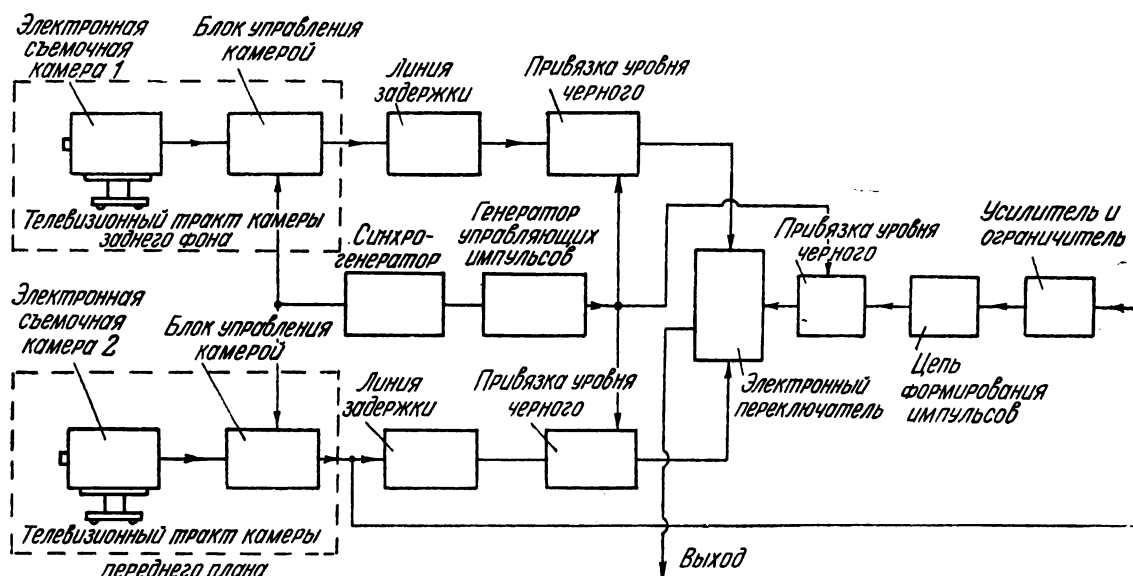 Электронная
съемочная
камера 1
Блок управления
камерой
Линия
задержки
Привязка уровня
черного
Телевизионный тракт камеры
заднего фона
Синхро-
генератор
Генератор
управляющих
импульсов
Привязка уровня
черного
Усилитель и
ограничитель
Электронная
съемочная
камера 2
Блок управления
камерой
Линия
задержки
Привязка уровня
черного
Электронный
переключатель
Цепь
формирования
импульсов
Телевизионный тракт камеры
переднего плана
Выход